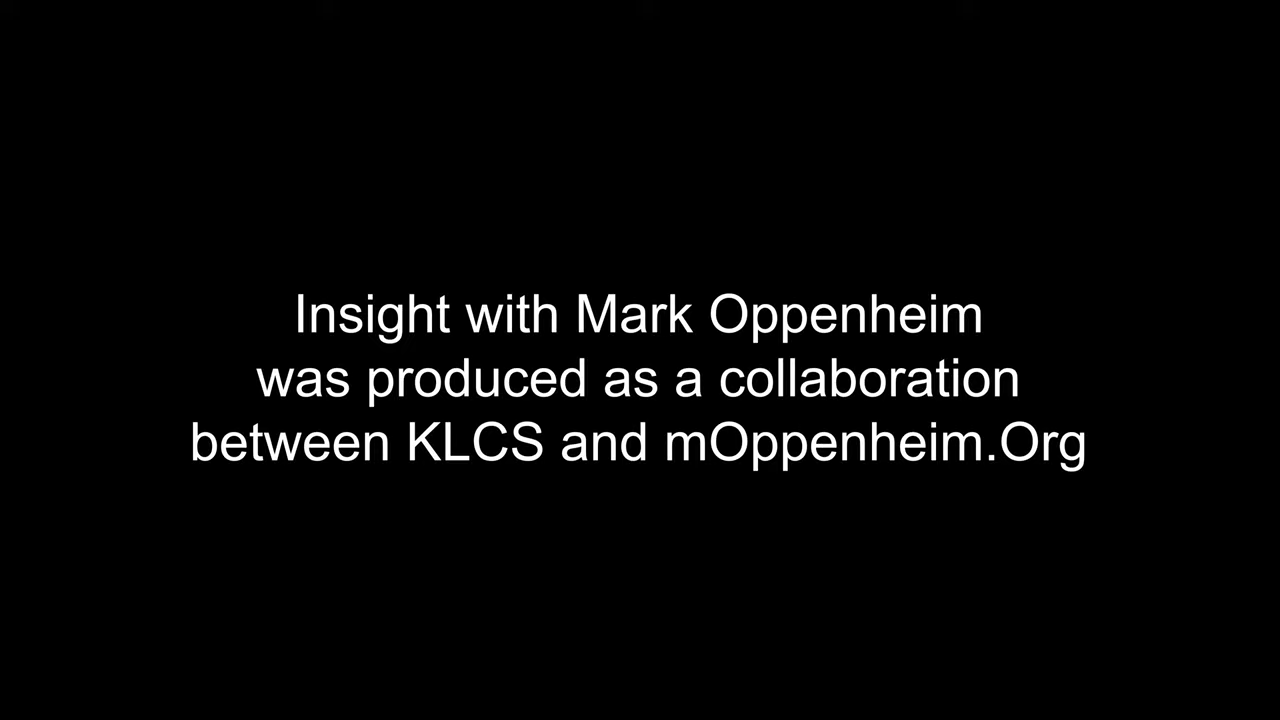 Insight with Mark Oppenheim
was produced as a collaboration
between KLCS and mOppenheim.Org